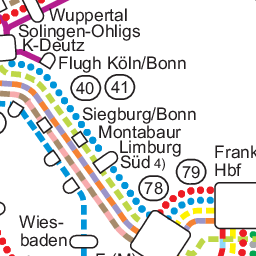 Wuppertal
Solingen-Ohligs
K-Deutz
Flugh Köln/Bonn
40 41
Siegburg/Bonn
Montabaur
Limburg
Süd 4)
78 79
Frank
Hbf
Wies-
baden